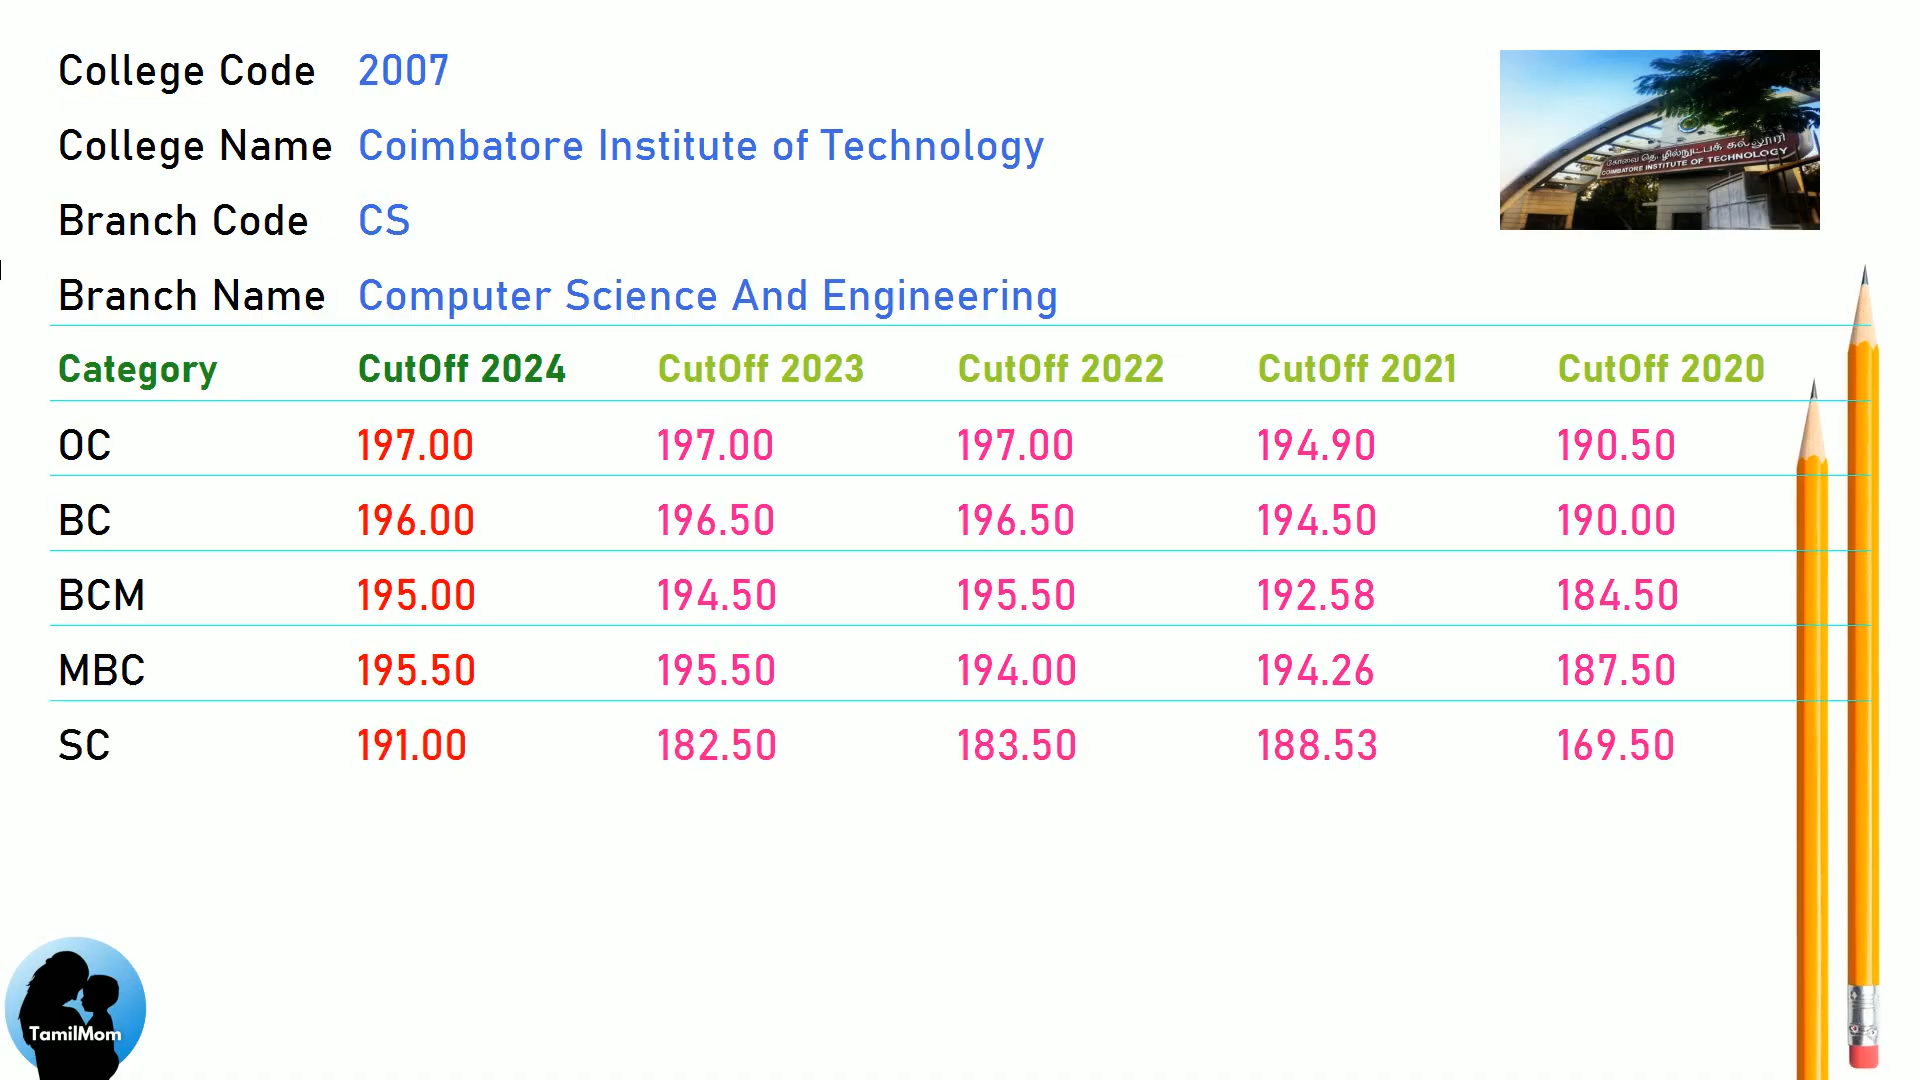 College Code 2007
College Name Coimbatore Institute of Technology
Branch Code CS
Branch Name Computer Science And Engineering
COIMBATORE INSTITUTE OF TECHNOLOGY
Category CutOff 2024 CutOff 2023 CutOff 2022 CutOff 2021 CutOff 2020
OC 197.00 197.00 197.00 194.90 190.50
BC 196.00 196.50 196.50 194.50 190.00
BCM 195.00 194.50 195.50 192.58 184.50
MBC 195.50 195.50 194.00 194.26 187.50
SC 191.00 182.50 183.50 188.53 169.50
TamilMom